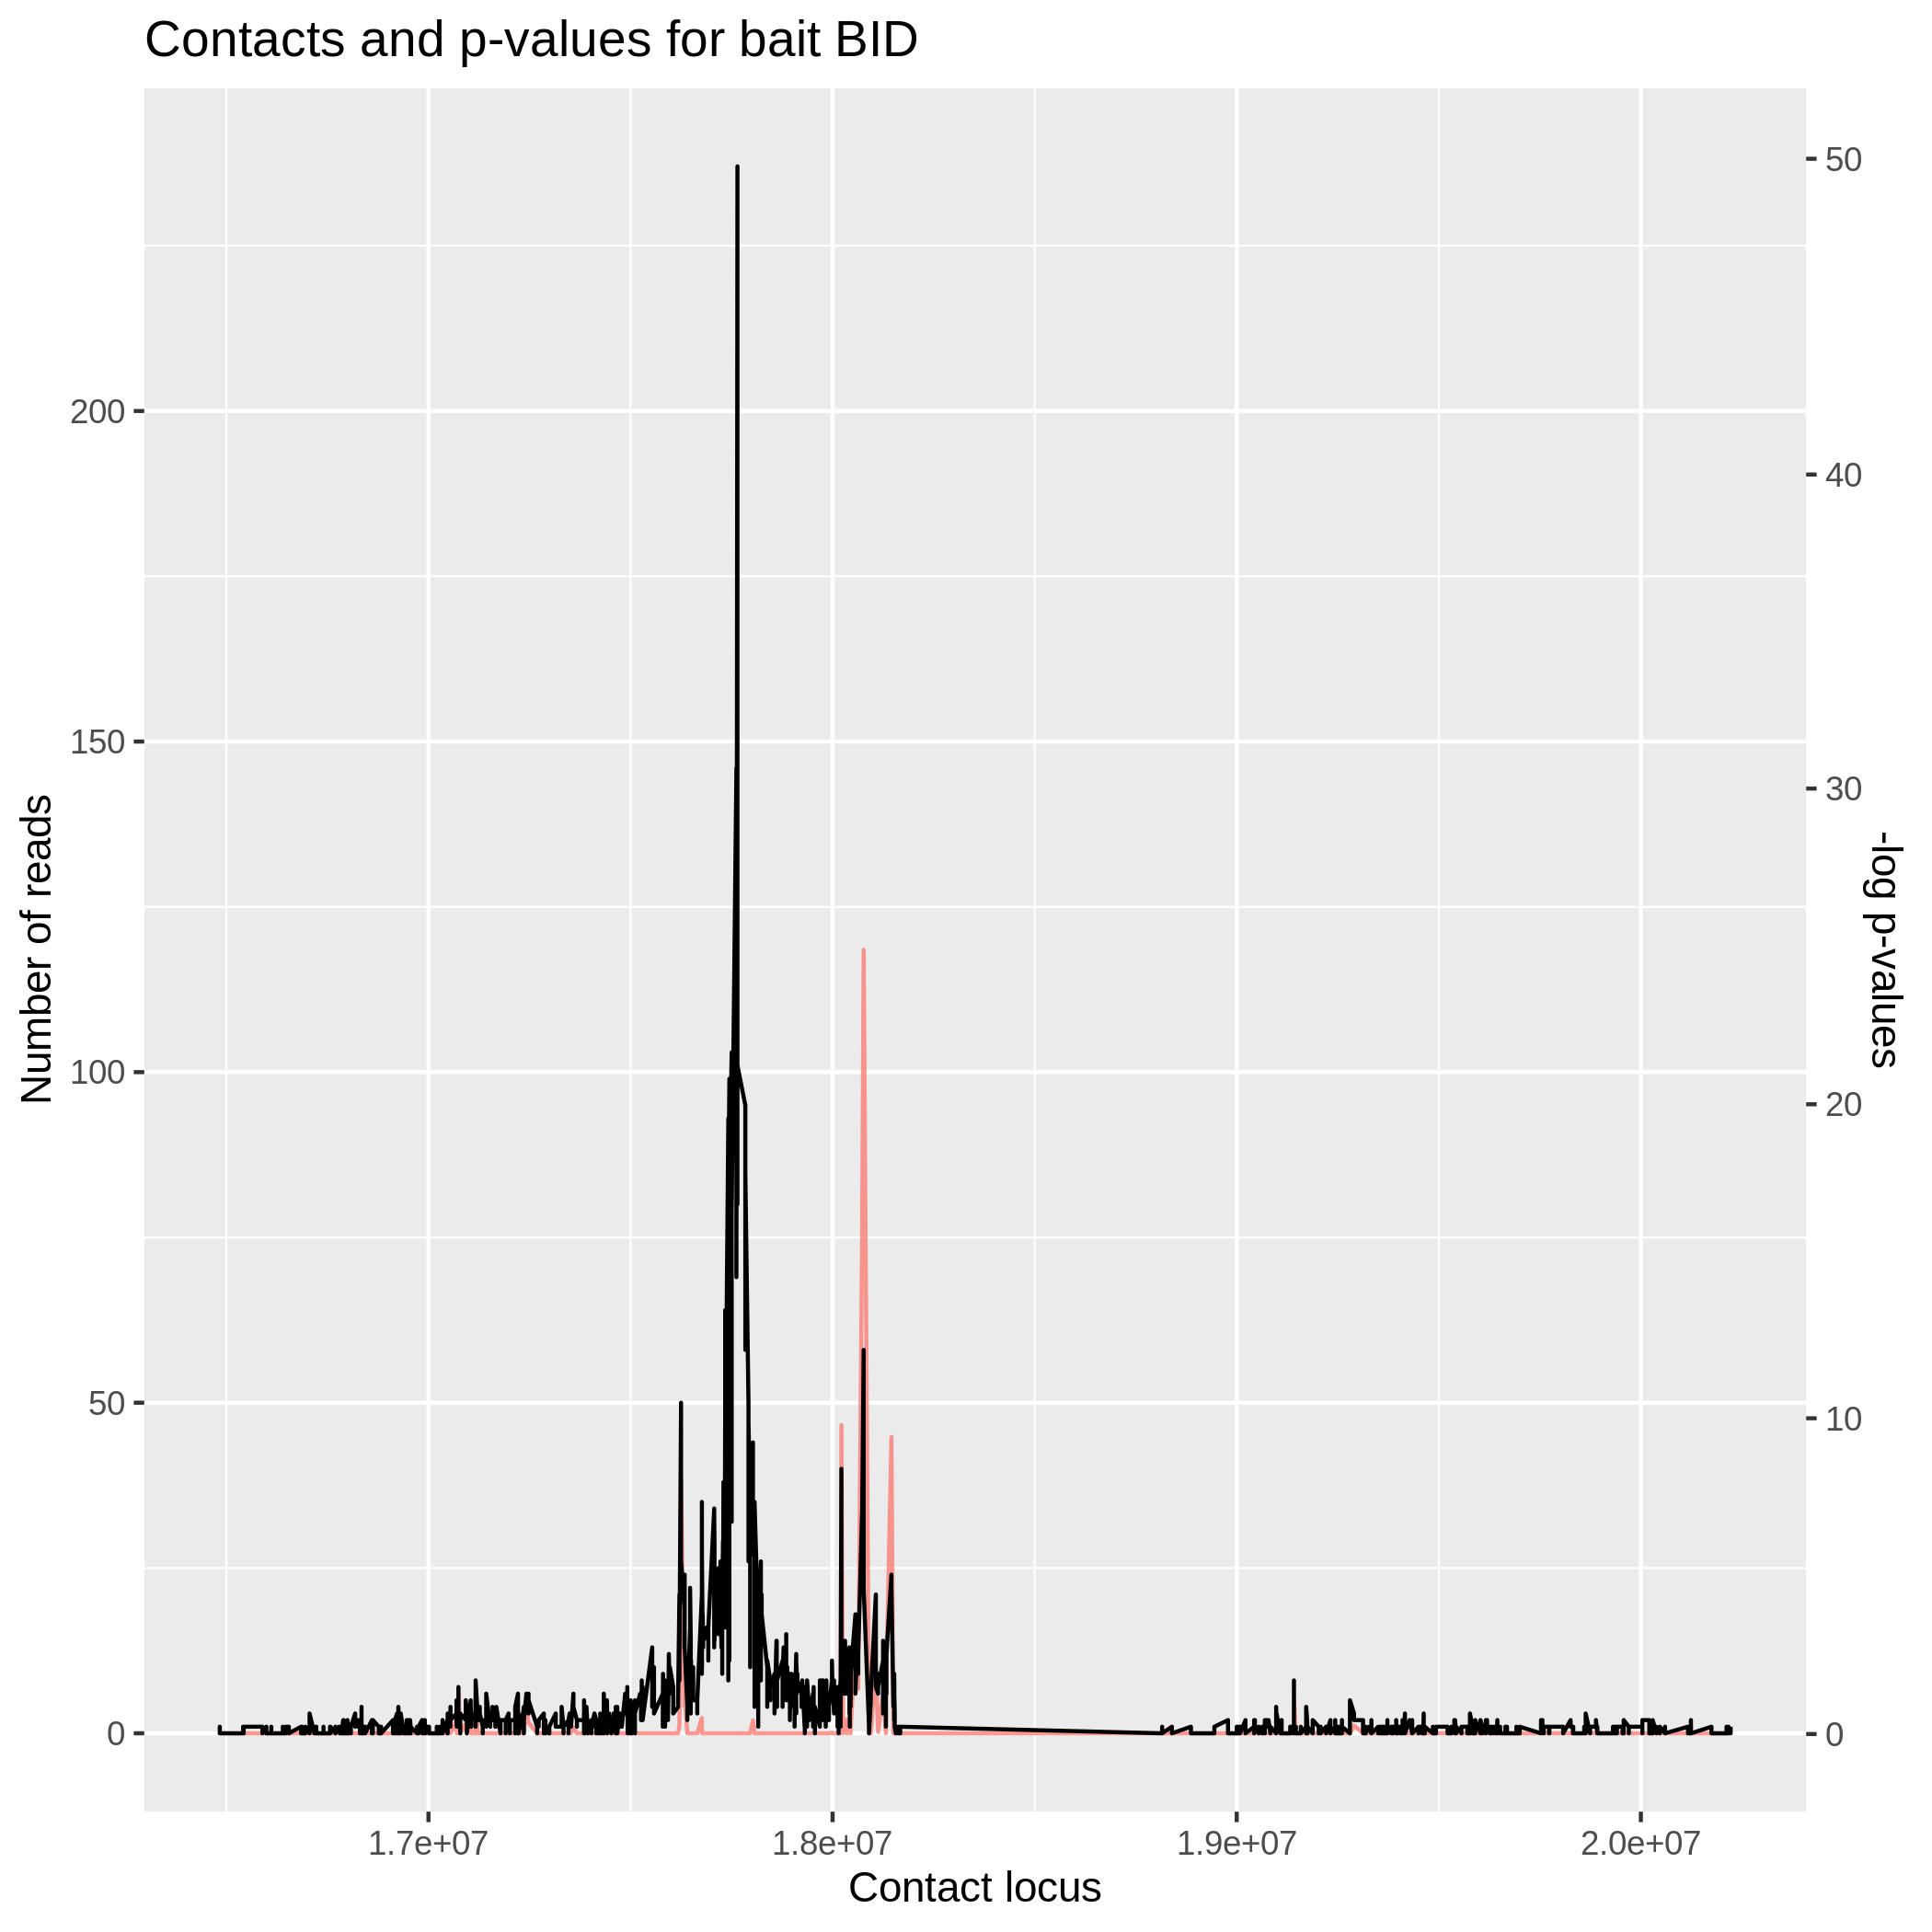 Contacts and p-values for bait BID
Number of reads
200
150
100
50
0
50
40
30
20
10
0
-log p-values
1.7e+07
1.8e+07
1.9e+07
2.0e+07
Contact locus